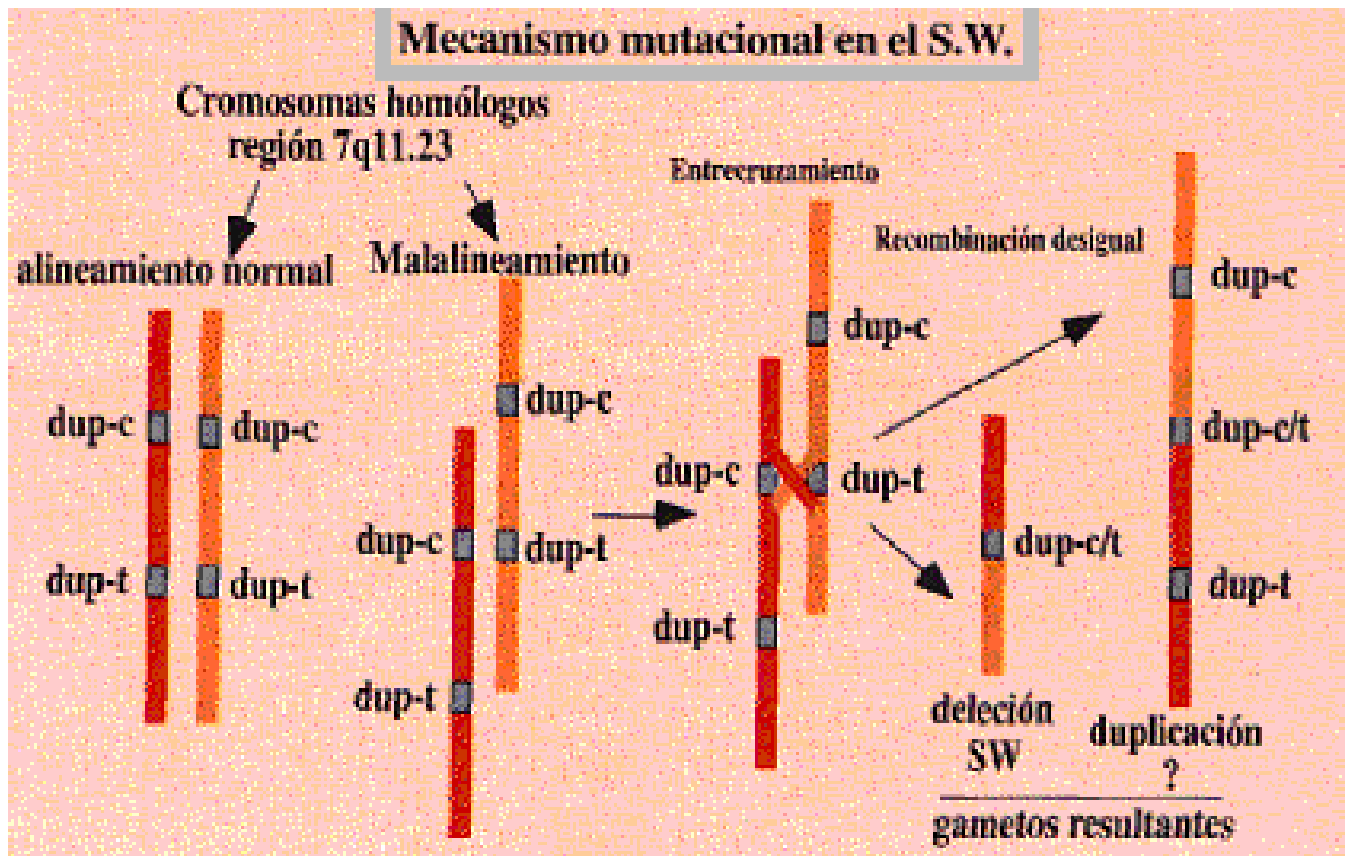 Mecanismo mutacional en el S.W.
Cromosomas homólogos
región 7q11.23
alineamiento normal
Malalineamiento
Entrecruzamiento
Recombinación desigual
dup-c
dup-c
dup-t
dup-t
dup-c
dup-c
dup-t
dup-t
dup-c
dup-c
dup-t
dup-t
dup-c/t
deleción
SW
dup-c
dup-c/t
dup-t
duplicación
?
gametos resultantes